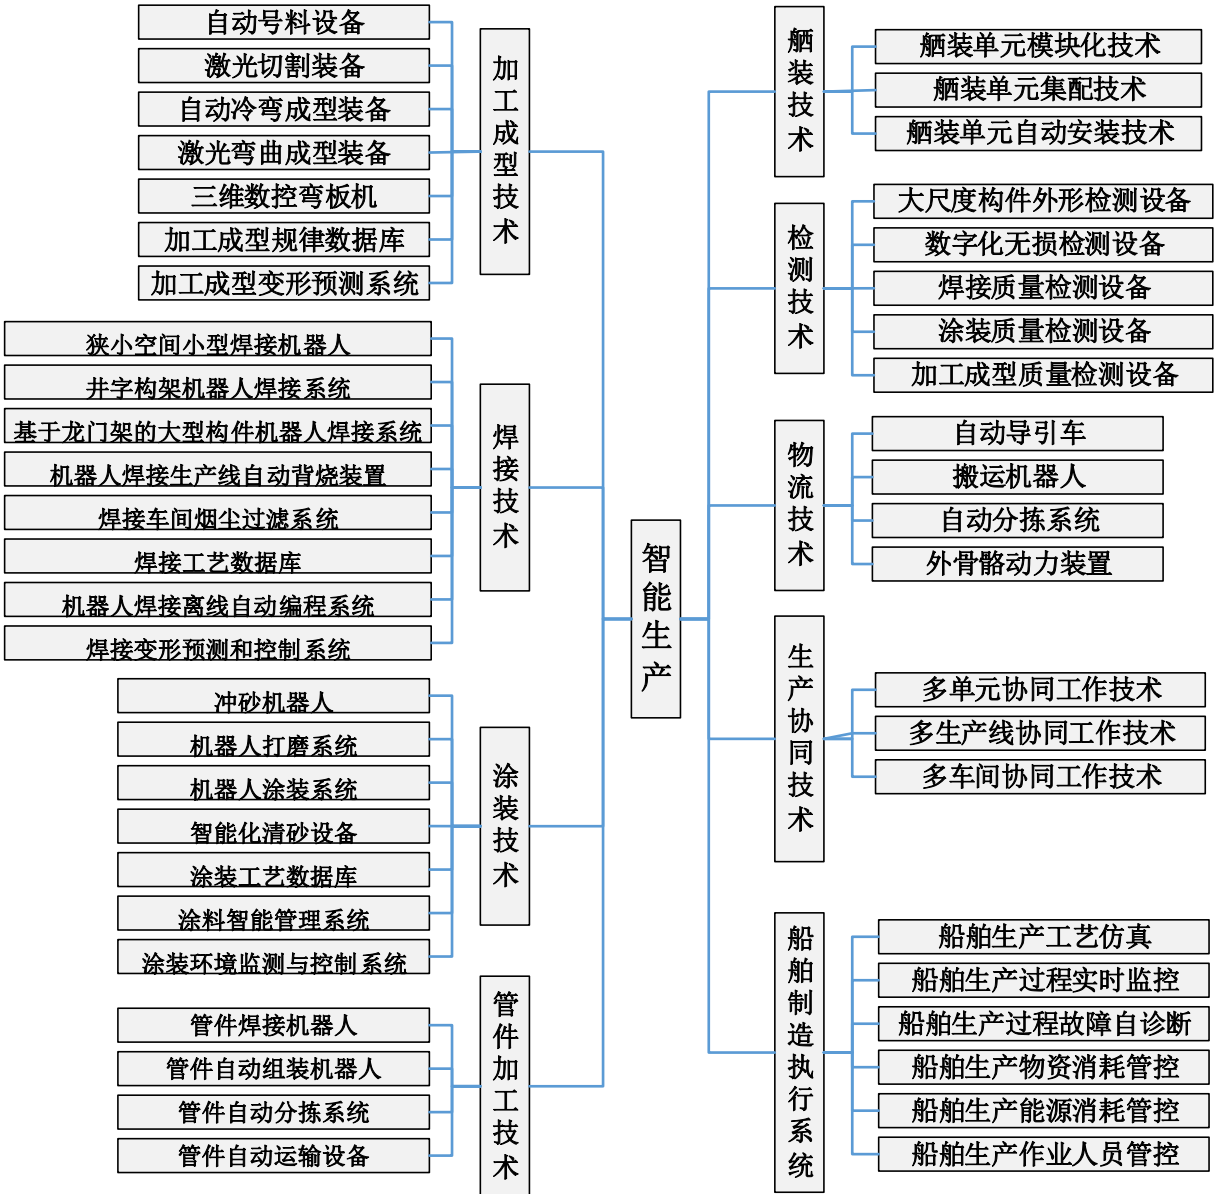 自动号料设备
激光切割装备
自动冷弯成型装备
激光弯曲成型装备
三维数控弯板机
加工成型规律数据库
加工成型变形预测系统
加工成型技术
狭小空间小型焊接机器人
井字构架机器人焊接系统
基于龙门架的大型构件机器人焊接系统
机器人焊接生产线自动背烧装置
焊接车间烟尘过滤系统
焊接工艺数据库
机器人焊接离线自动编程系统
焊接变形预测和控制系统
焊接技术
冲砂机器人
机器人打磨系统
机器人涂装系统
智能化清砂设备
涂装工艺数据库
涂料智能管理系统
涂装环境监测与控制系统
涂装技术
管件焊接机器人
管件自动组装机器人
管件自动分拣系统
管件自动运输设备
管件加工技术
智能生产
舾装技术
舾装单元模块化技术
舾装单元集配技术
舾装单元自动安装技术
检测技术
大尺度构件外形检测设备
数字化无损检测设备
焊接质量检测设备
涂装质量检测设备
加工成型质量检测设备
物流技术
自动导引车
搬运机器人
自动分拣系统
外骨骼动力装置
生产协同技术
多单元协同工作技术
多生产线协同工作技术
多车间协同工作技术
船舶制造执行系统
船舶生产工艺仿真
船舶生产过程实时监控
船舶生产过程故障自诊断
船舶生产物资消耗管控
船舶生产能源消耗管控
船舶生产作业人员管控